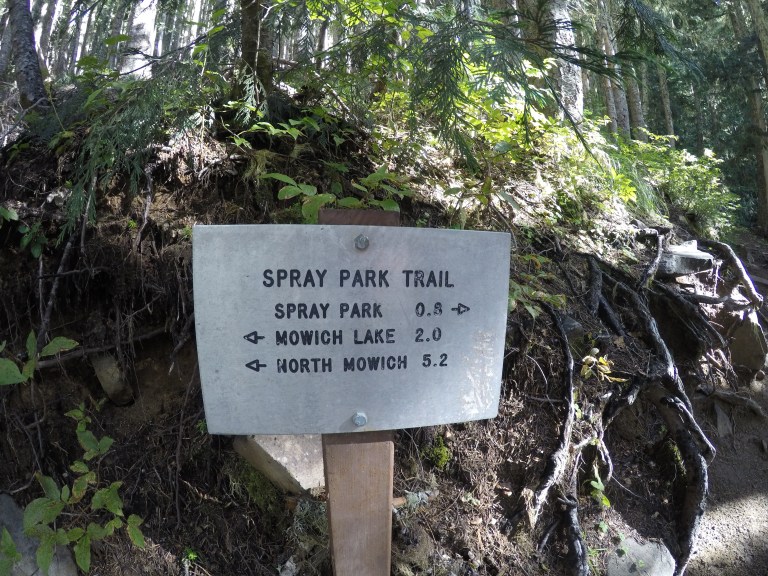 SPRAY PARK TRAIL
SPRAY PARK 0.8
MOWICH LAKE 2.0
NORTH MOWICH 5.2